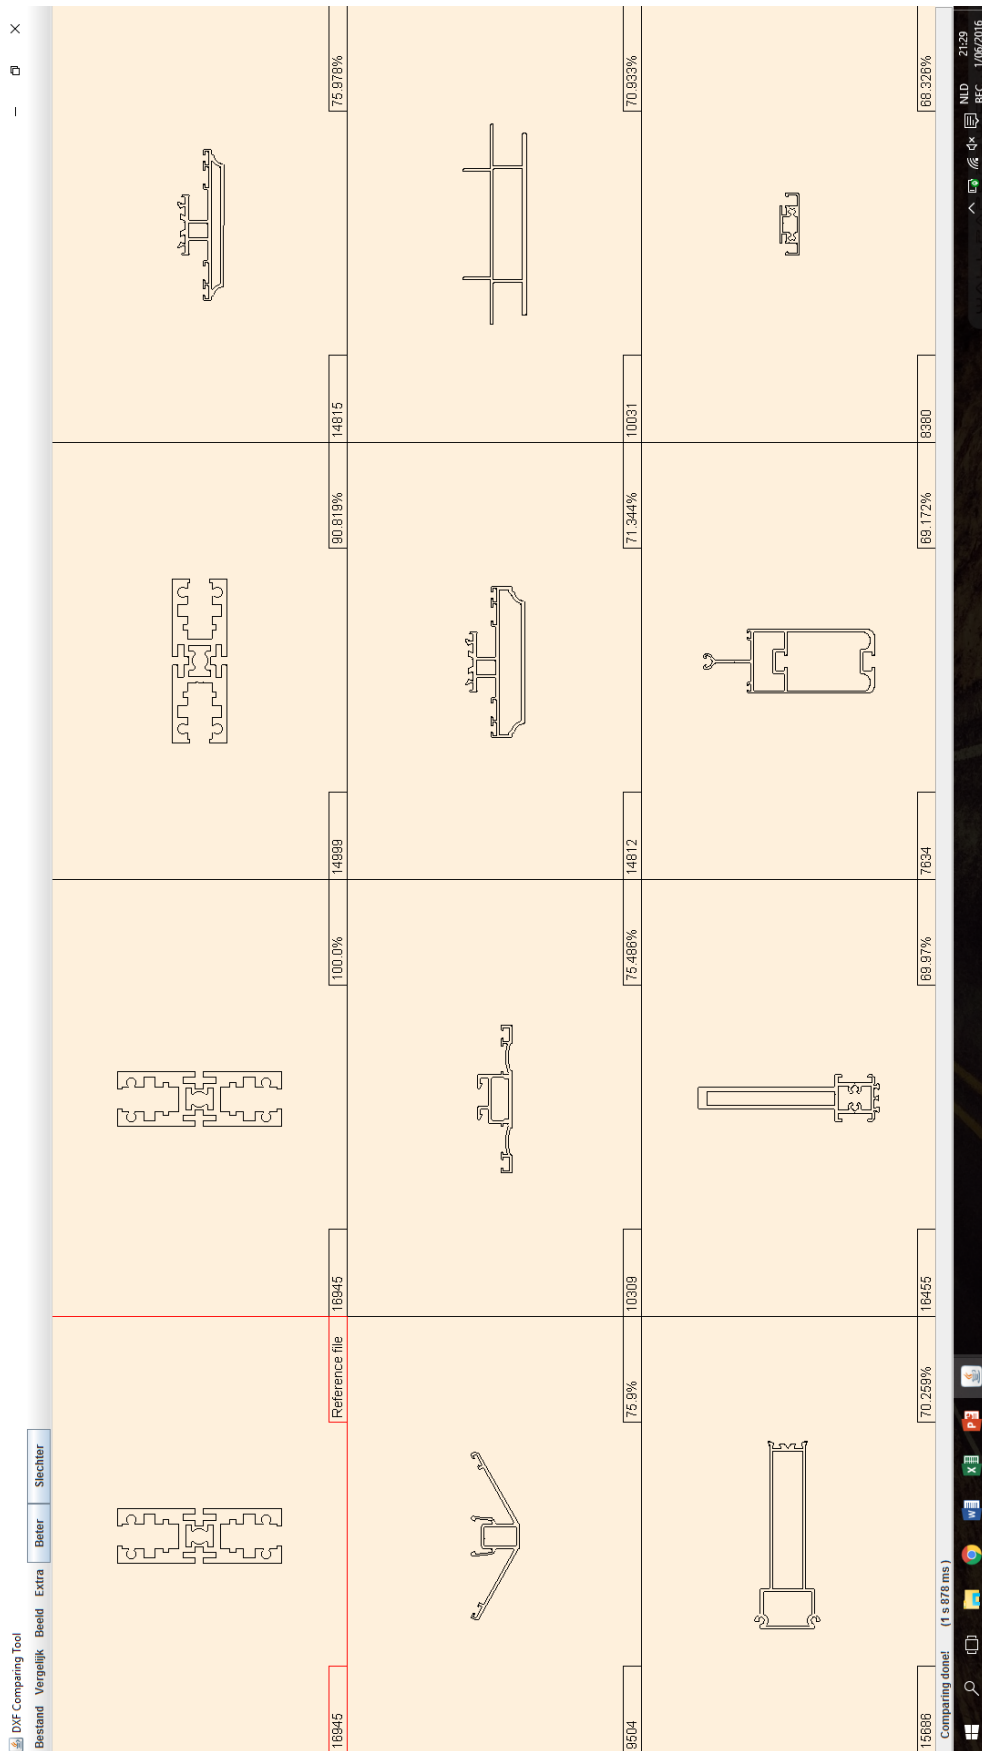 DXF Comparing Tool
Bestand Vergelijk Beeld Extra Beter Slechter
16945 Reference file
16945 100.0%
14999 90.819%
14815 75.978%
9504 75.9%
10309 75.486%
14812 71.344%
10031 70.933%
15686 70.259%
16455 69.97%
7634 69.172%
8380 68.326%
Comparing done! (1 s 878 ms)
NLD 21:29
BEC 1/06/2016